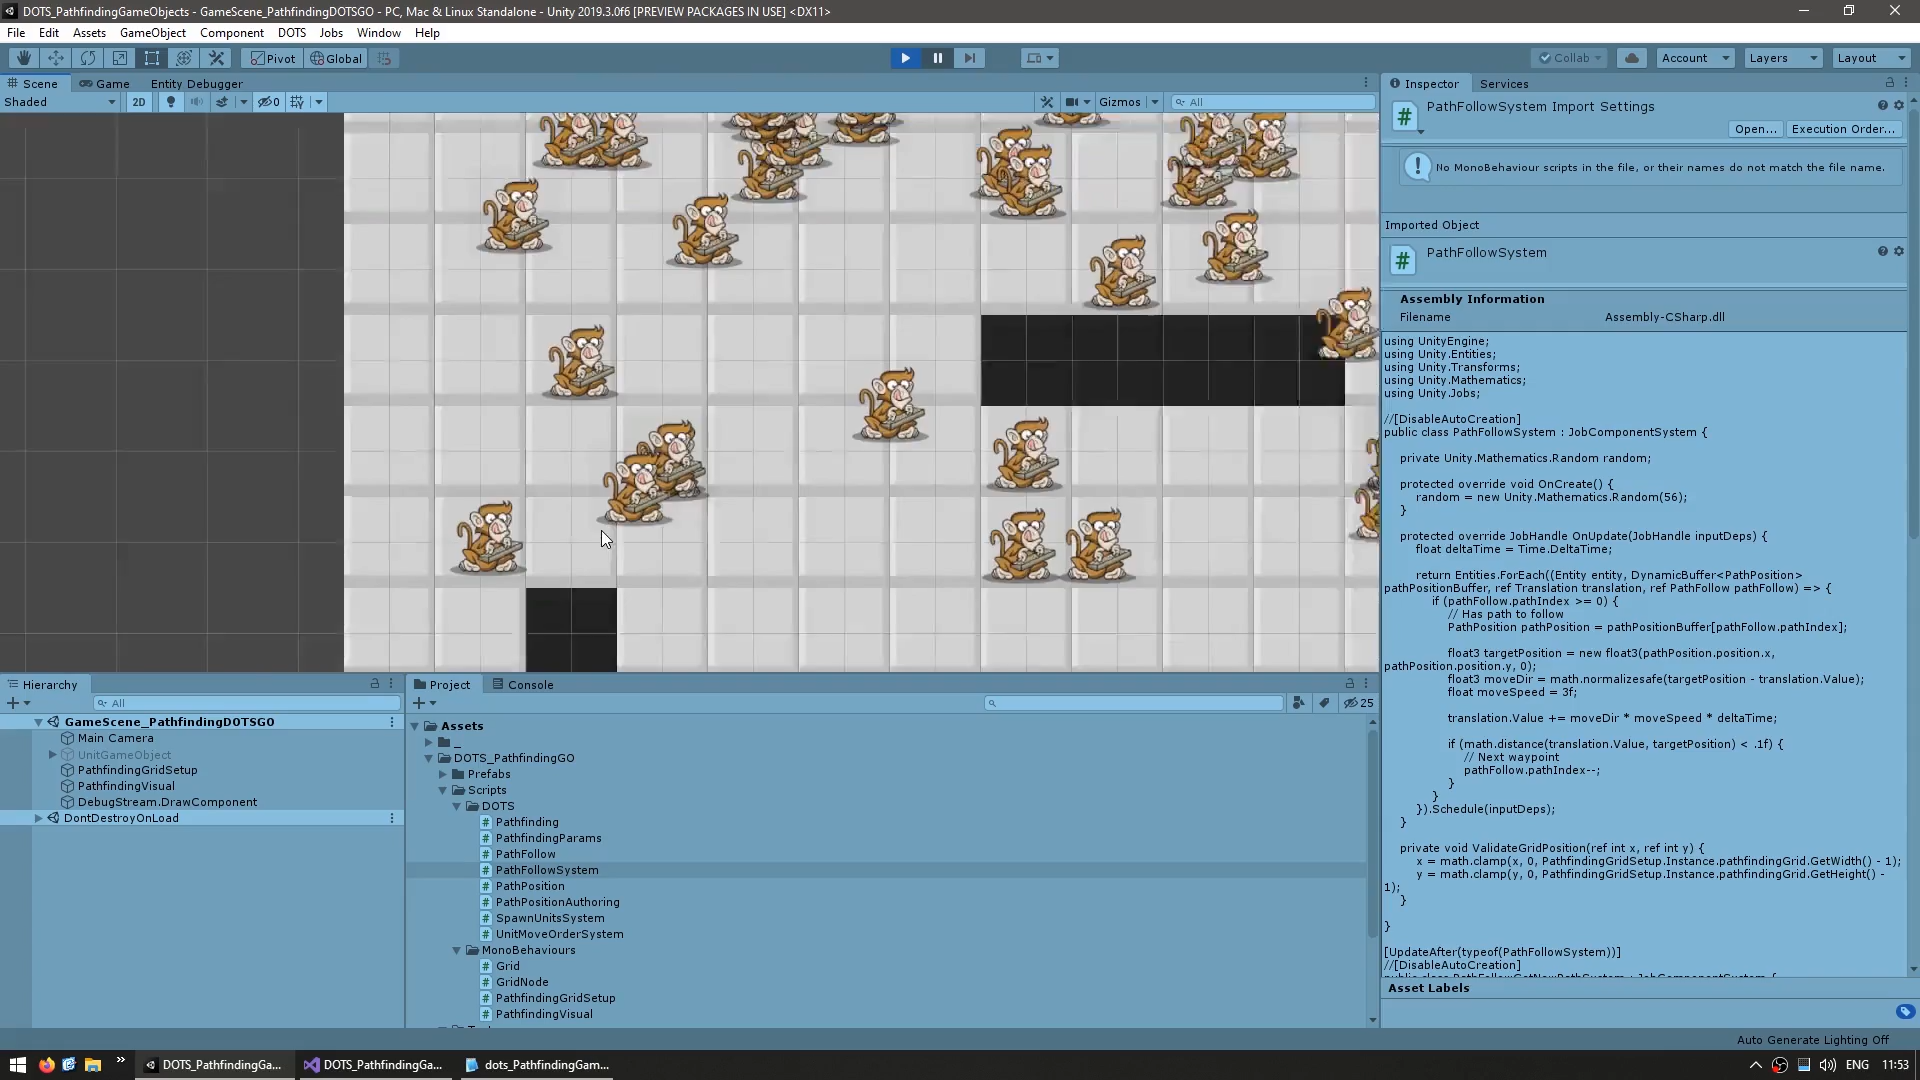 DOTS_PathfindingGameObjects - GameScene_PathfindingDOTSGO - PC, Mac & Linux Standalone - Unity 2019.3.0f6 [PREVIEW PACKAGES IN USE] <DX11>
File Edit Assets GameObject Component DOTS Jobs Window Help
Pivot Global Collab Account Layers Layout
Scene Game Entity Debugger
Shaded 2D 0 Gizmos All
Inspector Services
PathFollowSystem Import Settings
Open... Execution Order...
No MonoBehaviour scripts in the file, or their names do not match the file name.
Imported Object
PathFollowSystem
Assembly Information
Filename Assembly-CSharp.dll
using UnityEngine;
using Unity.Entities;
using Unity.Transforms;
using Unity.Mathematics;
using Unity.Jobs;
//[DisableAutoCreation]
public class PathFollowSystem : JobComponentSystem {
private Unity.Mathematics.Random random;
protected override void OnCreate() {
random = new Unity.Mathematics.Random(56);
}
protected override JobHandle OnUpdate(JobHandle inputDeps) {
float deltaTime = Time.DeltaTime;
return Entities.ForEach((Entity entity, DynamicBuffer<PathPosition>
pathPositionBuffer, ref Translation translation, ref PathFollow pathFollow) => {
if (pathFollow.pathIndex >= 0) {
// Has path to follow
PathPosition pathPosition = pathPositionBuffer[pathFollow.pathIndex];
float3 targetPosition = new float3(pathPosition.position.x,
pathPosition.position.y, 0);
float3 moveDir = math.normalizesafe(targetPosition - translation.Value);
float moveSpeed = 3f;
translation.Value += moveDir * moveSpeed * deltaTime;
if (math.distance(translation.Value, targetPosition) < .1f) {
// Next waypoint
pathFollow.pathIndex--;
}
}
}).Schedule(inputDeps);
}
private void ValidateGridPosition(ref int x, ref int y) {
x = math.clamp(x, 0, PathfindingGridSetup.Instance.pathfindingGrid.GetWidth() - 1);
y = math.clamp(y, 0, PathfindingGridSetup.Instance.pathfindingGrid.GetHeight() -
1);
}
}
[UpdateAfter(typeof(PathFollowSystem))]
//[DisableAutoCreation]
Asset Labels
Auto Generate Lighting Off
Hierarchy
All
GameScene_PathfindingDOTSGO
Main Camera
UnitGameObject
PathfindingGridSetup
PathfindingVisual
DebugStream.DrawComponent
DontDestroyOnLoad
Project Console
25
Assets
_
DOTS_PathfindingGO
Prefabs
Scripts
DOTS
Pathfinding
PathfindingParams
PathFollow
PathFollowSystem
PathPosition
PathPositionAuthoring
SpawnUnitsSystem
UnitMoveOrderSystem
MonoBehaviours
Grid
GridNode
PathfindingGridSetup
PathfindingVisual
DOTS_PathfindingGa... DOTS_PathfindingGa... dots_PathfindingGam... ENG 11:53